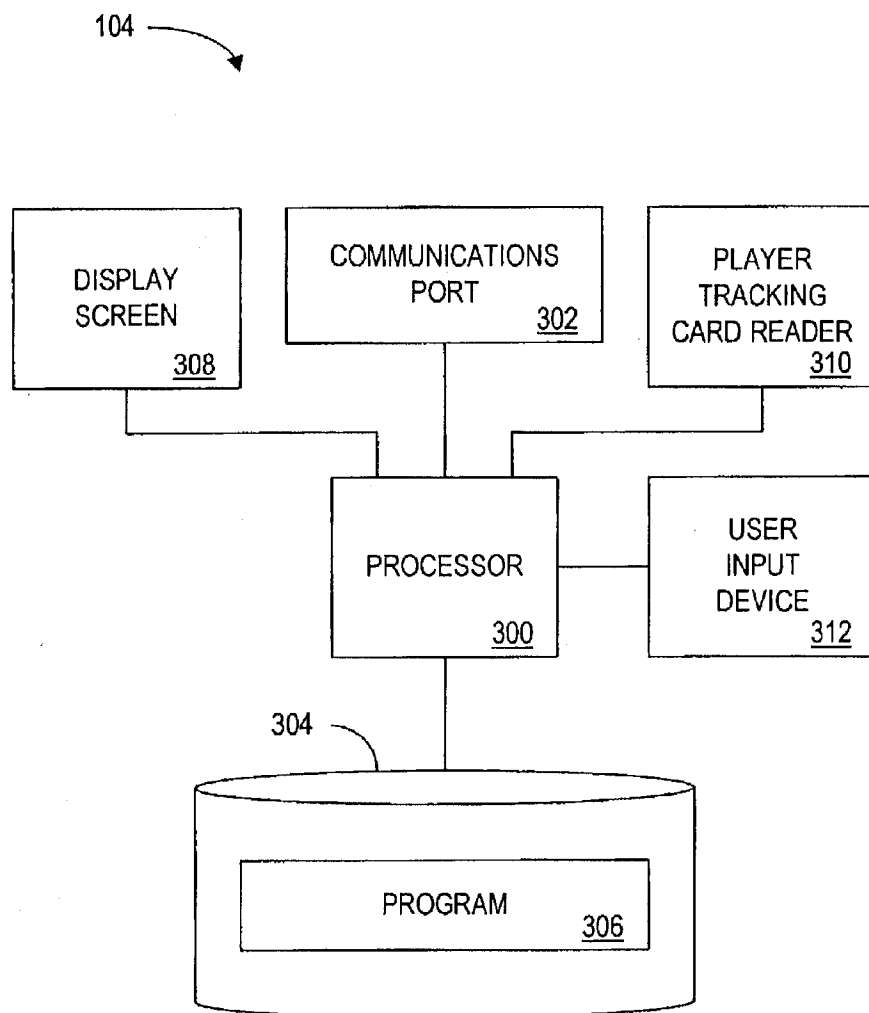 104
DISPLAY
SCREEN
308
COMMUNICATIONS
PORT
302
PLAYER
TRACKING
CARD READER
310
PROCESSOR
300
USER
INPUT
DEVICE
312
304
PROGRAM
306